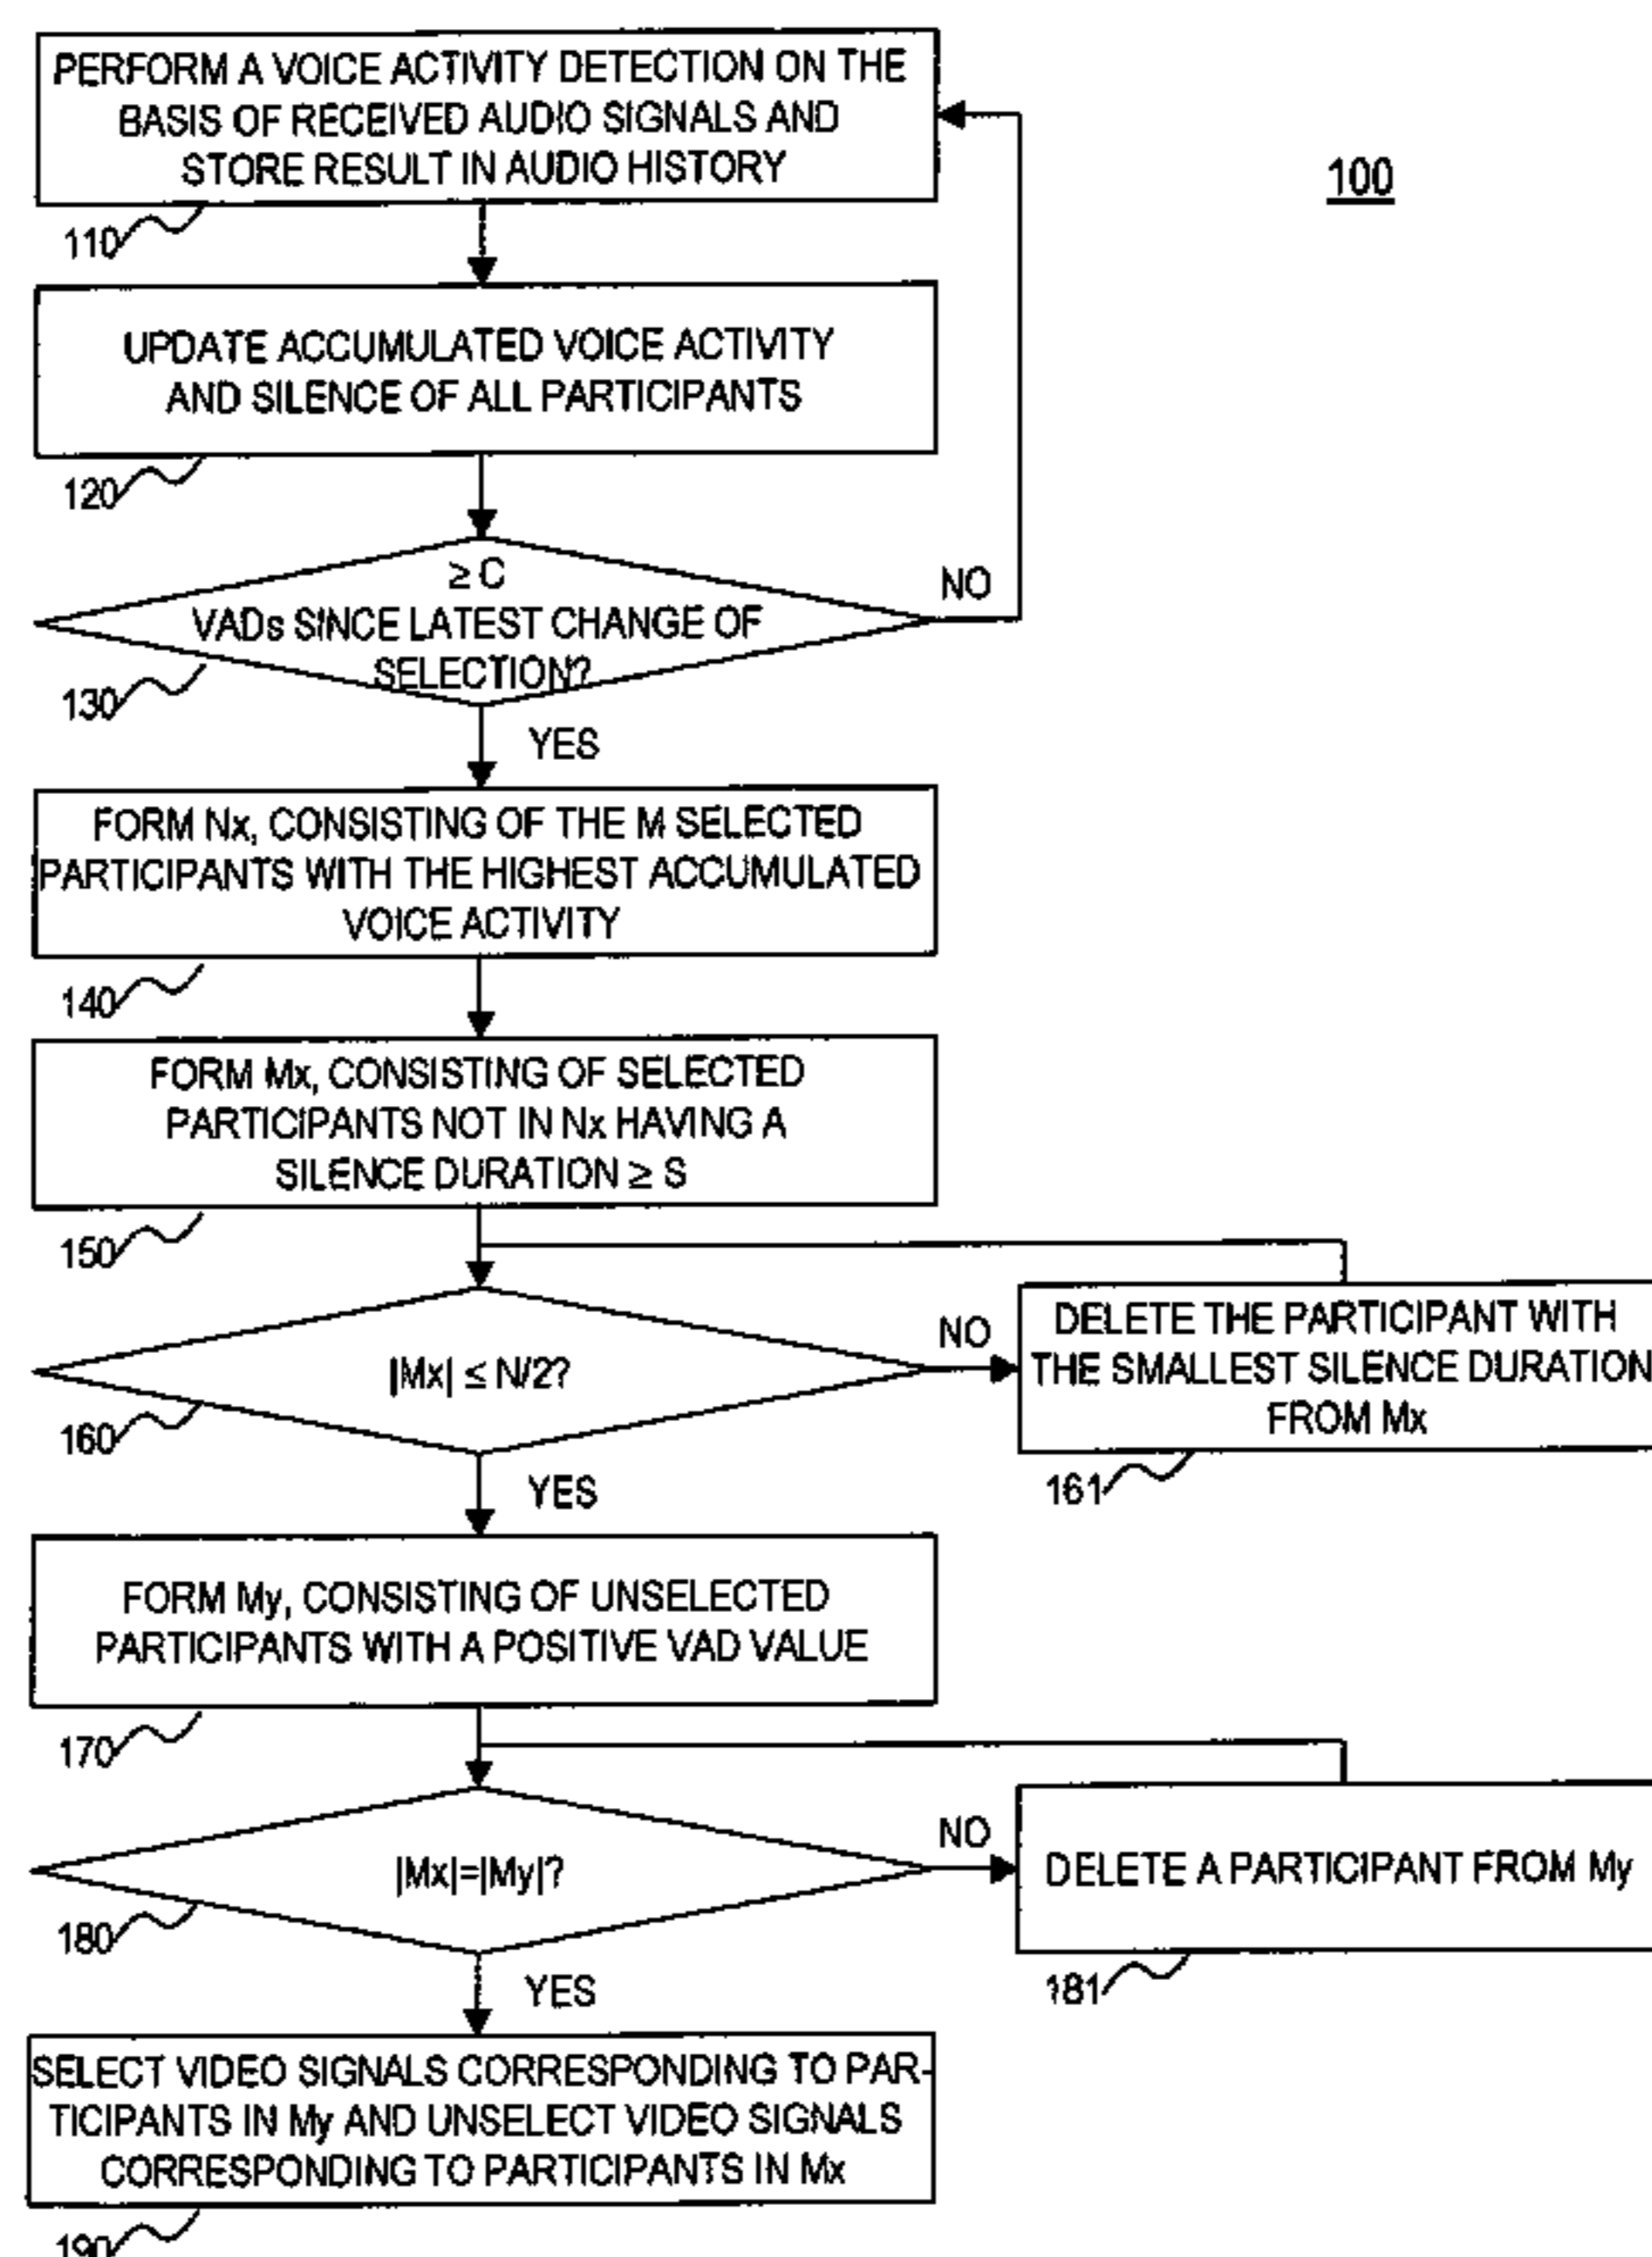 PERFORM A VOICE ACTIVITY DETECTION ON THE
BASIS OF RECEIVED AUDIO SIGNALS AND
STORE RESULT IN AUDIO HISTORY
100
110
UPDATE ACCUMULATED VOICE ACTIVITY
AND SILENCE OF ALL PARTICIPANTS
120
≥ C
VADs SINCE LATEST CHANGE OF
SELECTION?
NO
130
YES
FORM Nx, CONSISTING OF THE M SELECTED
PARTICIPANTS WITH THE HIGHEST ACCUMULATED
VOICE ACTIVITY
140
FORM Mx, CONSISTING OF SELECTED
PARTICIPANTS NOT IN Nx HAVING A
SILENCE DURATION ≥ S
150
|Mx| ≤ N/2?
NO
160
DELETE THE PARTICIPANT WITH
THE SMALLEST SILENCE DURATION
FROM Mx
161
YES
FORM My, CONSISTING OF UNSELECTED
PARTICIPANTS WITH A POSITIVE VAD VALUE
170
|Mx|=|My|?
NO
180
DELETE A PARTICIPANT FROM My
181
YES
SELECT VIDEO SIGNALS CORRESPONDING TO PAR-
TICIPANTS IN My AND UNSELECT VIDEO SIGNALS
CORRESPONDING TO PARTICIPANTS IN Mx
190